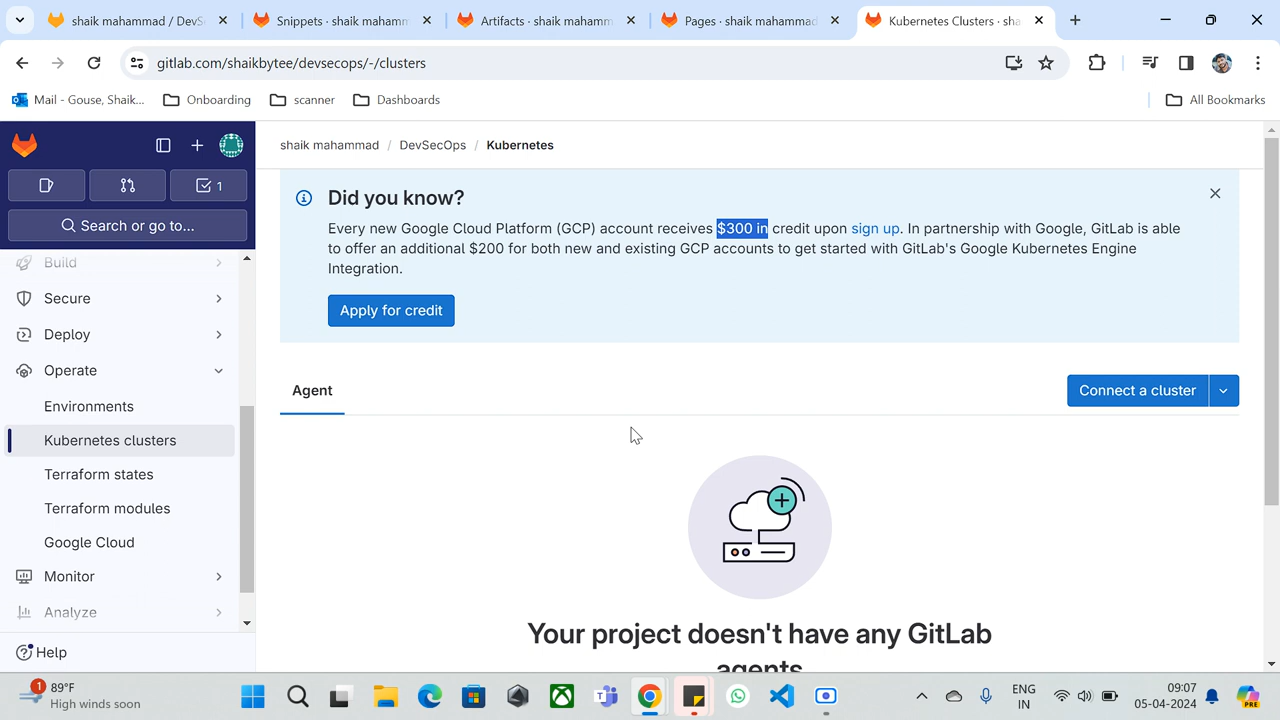 shaik mahammad / DevS
Snippets · shaik mahamm
Artifacts · shaik mahamm
Pages · shaik mahammad
Kubernetes Clusters · sha
gitlab.com/shaikbytee/devsecops/-/clusters
Mail - Gouse, Shaik...
Onboarding
scanner
Dashboards
All Bookmarks
1
Search or go to...
Build
Secure
Deploy
Operate
Environments
Kubernetes clusters
Terraform states
Terraform modules
Google Cloud
Monitor
Analyze
Help
shaik mahammad / DevSecOps / Kubernetes
Did you know?
Every new Google Cloud Platform (GCP) account receives $300 in credit upon sign up. In partnership with Google, GitLab is able
to offer an additional $200 for both new and existing GCP accounts to get started with GitLab's Google Kubernetes Engine
Integration.
Apply for credit
Agent
Connect a cluster
Your project doesn't have any GitLab
agents
1
89°F
High winds soon
ENG
IN
09:07
05-04-2024
PRE